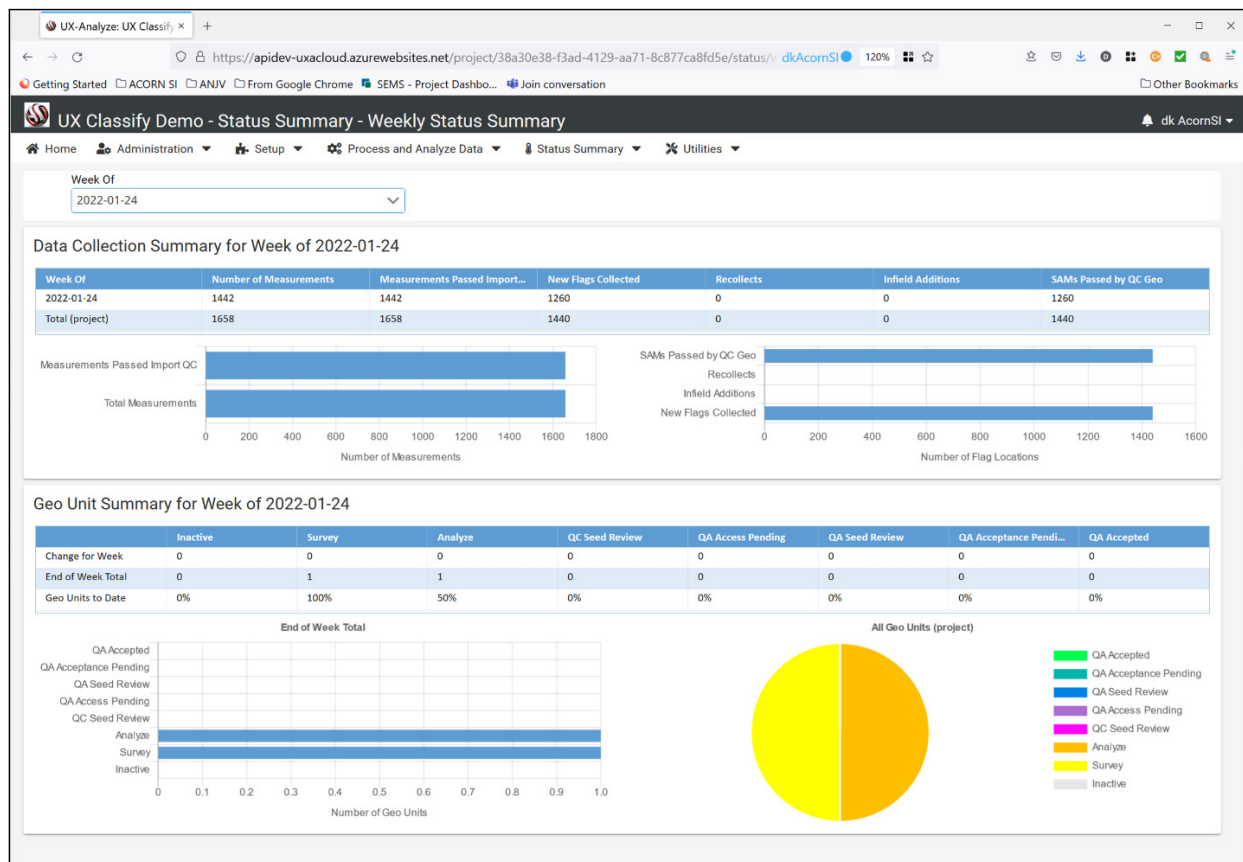 UX-Analyze: UX Classify × +
https://apidev-uxacloud.azurewebsites.net/project/38a30e38-f3ad-4129-aa71-8c877ca8fd5e/status/ dkAcornSI 120%
Getting Started ACORN SI ANJV From Google Chrome SEMS - Project Dashbo... Join conversation Other Bookmarks
UX Classify Demo - Status Summary - Weekly Status Summary dk AcornSI
Home Administration Setup Process and Analyze Data Status Summary Utilities
Week Of
2022-01-24
Data Collection Summary for Week of 2022-01-24
Week Of Number of Measurements Measurements Passed Import... New Flags Collected Recollects Infield Additions SAMs Passed by QC Geo
2022-01-24 1442 1442 1260 0 0 1260
Total (project) 1658 1658 1440 0 0 1440
Measurements Passed Import QC
Total Measurements
0 200 400 600 800 1000 1200 1400 1600 1800
Number of Measurements
SAMs Passed by QC Geo
Recollects
Infield Additions
New Flags Collected
0 200 400 600 800 1000 1200 1400 1600
Number of Flag Locations
Geo Unit Summary for Week of 2022-01-24
Inactive Survey Analyze QC Seed Review QA Access Pending QA Seed Review QA Acceptance Pendi... QA Accepted
Change for Week 0 0 0 0 0 0 0 0
End of Week Total 0 1 1 0 0 0 0 0
Geo Units to Date 0% 100% 50% 0% 0% 0% 0% 0%
End of Week Total
QA Accepted
QA Acceptance Pending
QA Seed Review
QA Access Pending
QC Seed Review
Analyze
Survey
Inactive
0 0.1 0.2 0.3 0.4 0.5 0.6 0.7 0.8 0.9 1.0
Number of Geo Units
All Geo Units (project)
QA Accepted
QA Acceptance Pending
QA Seed Review
QA Access Pending
QC Seed Review
Analyze
Survey
Inactive